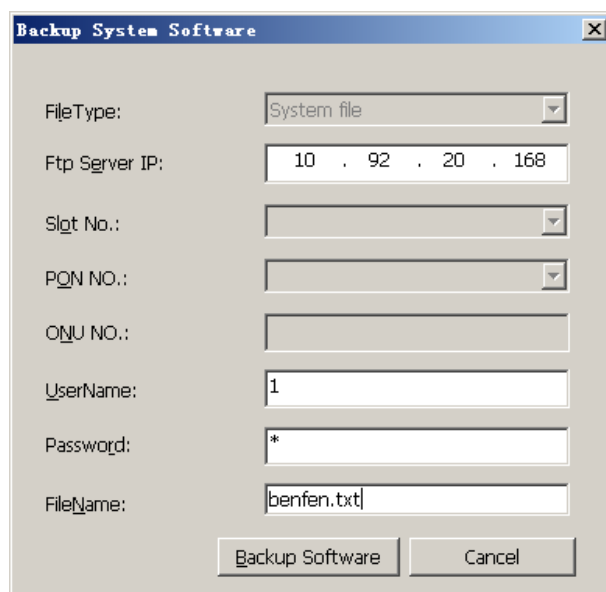 Backup System Software
FileType: System file
Ftp Server IP: 10 . 92 . 20 . 168
Slot No.:
PON NO.:
ONU NO.:
UserName: 1
Password: *
FileName: benfen.txt
Backup Software Cancel